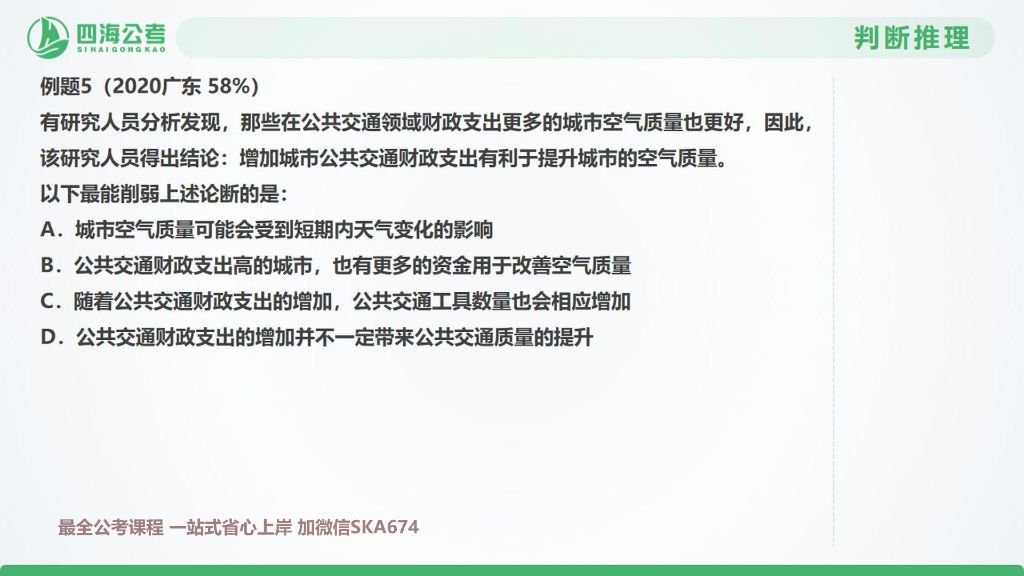 四海公考
SIHAIGONGKAO
判断推理
例题5（2020广东 58%）
有研究人员分析发现，那些在公共交通领域财政支出更多的城市空气质量也更好，因此，
该研究人员得出结论：增加城市公共交通财政支出有利于提升城市的空气质量。
以下最能削弱上述论断的是：
A．城市空气质量可能会受到短期内天气变化的影响
B．公共交通财政支出高的城市，也有更多的资金用于改善空气质量
C．随着公共交通财政支出的增加，公共交通工具数量也会相应增加
D．公共交通财政支出的增加并不一定带来公共交通质量的提升
最全公考课程 一站式省心上岸 加微信SKA674